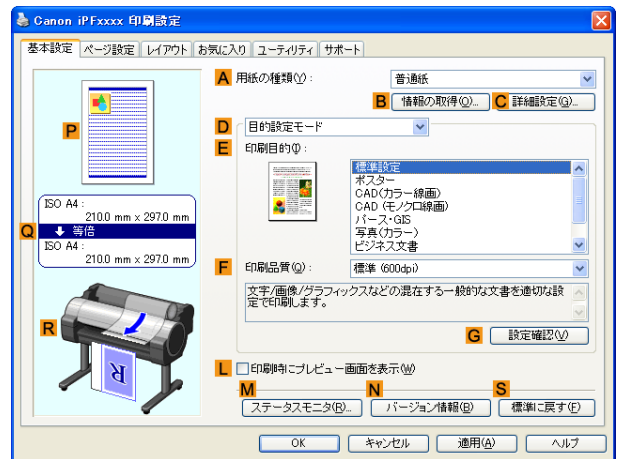 Canon iPFxxxx 印刷設定
基本設定 ページ設定 レイアウト お気に入り ユーティリティ サポート
A 用紙の種類(Y): 普通紙
B 情報の取得(O)... C 詳細設定(G)...
D 目的設定モード
E 印刷目的(I):
標準設定
ポスター
CAD(カラー線画)
CAD(モノクロ線画)
パース・GIS
写真(カラー)
ビジネス文書
F 印刷品質(Q): 標準 (600dpi)
文字/画像/グラフィックスなどの混在する一般的な文書を適切な設
定で印刷します。
G 設定確認(V)
P
ISO A4 :
210.0 mm x 297.0 mm
Q 等倍
ISO A4 :
210.0 mm x 297.0 mm
R
R
L 印刷時にプレビュー画面を表示(W)
M N S
ステータスモニタ(R)... バージョン情報(B) 標準に戻す(F)
OK キャンセル 適用(A) ヘルプ